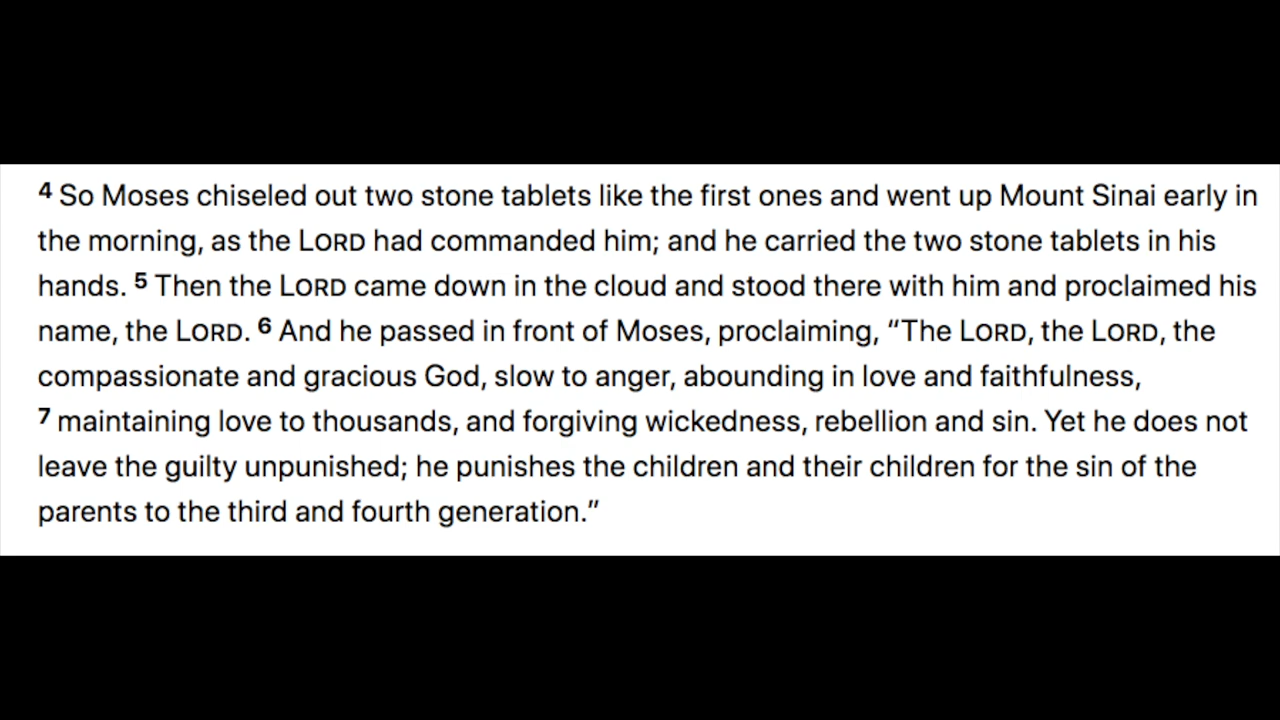 4 So Moses chiseled out two stone tablets like the first ones and went up Mount Sinai early in
the morning, as the LORD had commanded him; and he carried the two stone tablets in his
hands. 5 Then the LORD came down in the cloud and stood there with him and proclaimed his
name, the LORD. 6 And he passed in front of Moses, proclaiming, “The LORD, the LORD, the
compassionate and gracious God, slow to anger, abounding in love and faithfulness,
7 maintaining love to thousands, and forgiving wickedness, rebellion and sin. Yet he does not
leave the guilty unpunished; he punishes the children and their children for the sin of the
parents to the third and fourth generation.”